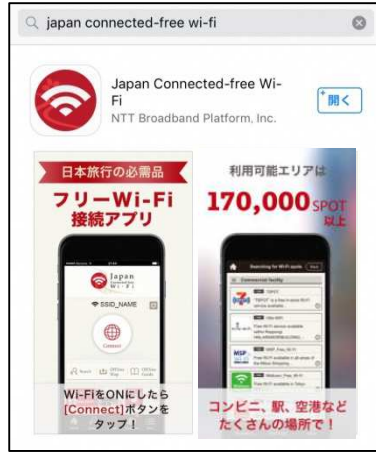 japan connected-free wi-fi
Japan Connected-free Wi-
Fi
NTT Broadband Platform, Inc.
開く
日本旅行の必需品
フリーWi-Fi
接続アプリ
Japan
Connected-free
Wi-Fi
SSID_NAME
Connect
Wi-FiをONにしたら
[Connect]ボタンを
タップ！
利用可能エリアは
170,000 SPOT
以上
Searching for Wi-Fi spots
Commercial facility
コンビニ、駅、空港など
たくさんの場所で！